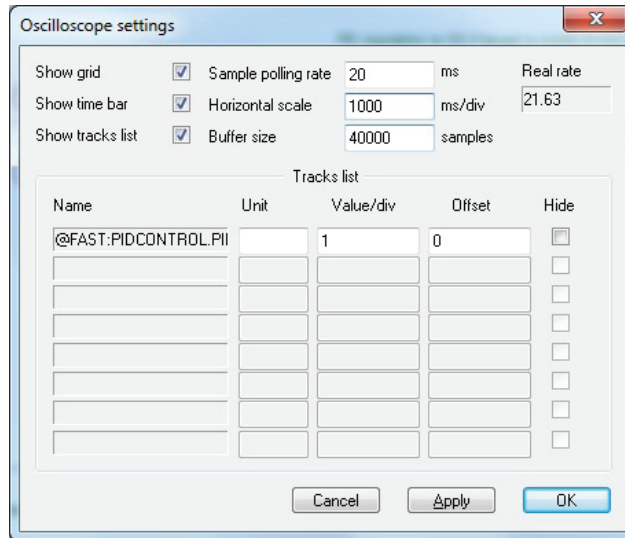 Oscilloscope settings
Show grid Sample polling rate 20 ms Real rate
Show time bar Horizontal scale 1000 ms/div 21.63
Show tracks list Buffer size 40000 samples
Tracks list
Name Unit Value/div Offset Hide
@FAST:PIDCONTROL.PII 1 0
Cancel Apply OK